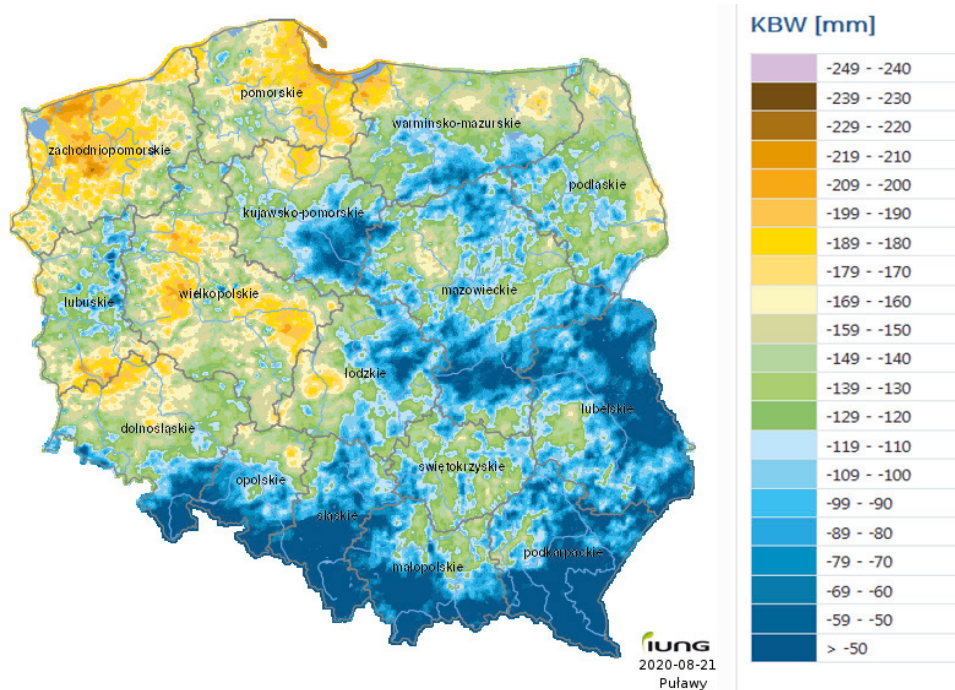 KBW [mm]
-249 - -240
-239 - -230
-229 - -220
-219 - -210
-209 - -200
-199 - -190
-189 - -180
-179 - -170
-169 - -160
-159 - -150
-149 - -140
-139 - -130
-129 - -120
-119 - -110
-109 - -100
-99 - -90
-89 - -80
-79 - -70
-69 - -60
-59 - -50
> -50
pomorskie
warmińsko-mazurskie
zachodniopomorskie
podlaskie
kujawsko-pomorskie
mazowieckie
wielkopolskie
lubuskie
łodzkie
lubelskie
dolnośląskie
świętokrzyskie
opolskie
śląskie
podkarpackie
małopolskie
IUNG
2020-08-21
Puławy